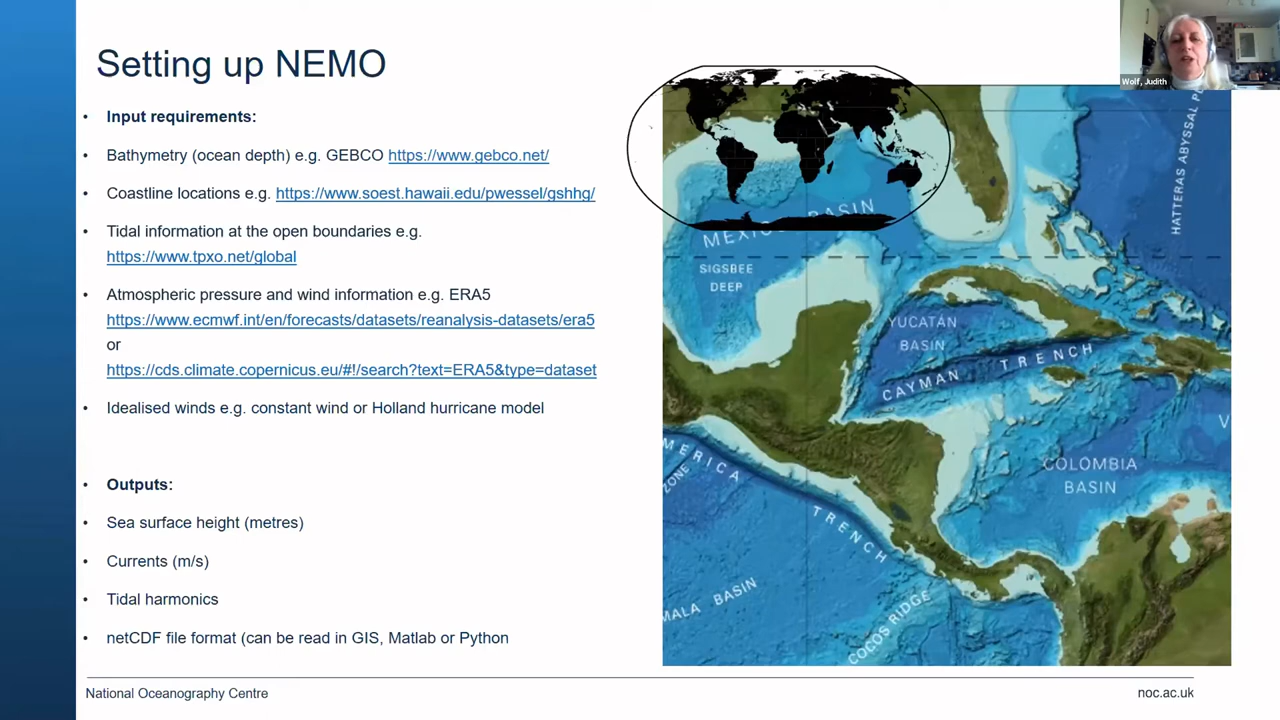 Setting up NEMO
• Input requirements:
• Bathymetry (ocean depth) e.g. GEBCO https://www.gebco.net/
• Coastline locations e.g. https://www.soest.hawaii.edu/pwessel/gshhg/
• Tidal information at the open boundaries e.g.
https://www.tpxo.net/global
• Atmospheric pressure and wind information e.g. ERA5
https://www.ecmwf.int/en/forecasts/datasets/reanalysis-datasets/era5
or
https://cds.climate.copernicus.eu/#!/search?text=ERA5&type=dataset
• Idealised winds e.g. constant wind or Holland hurricane model
• Outputs:
• Sea surface height (metres)
• Currents (m/s)
• Tidal harmonics
• netCDF file format (can be read in GIS, Matlab or Python
Wolf, Judith
HATTERAS ABYSSAL
BASIN
SIGSBEE
DEEP
YUCATÁN
BASIN
CAYMAN TRENCH
COLOMBIA
BASIN
V
MERICA
TRENCH
ZONE
MALA BASIN
COCOS RIDGE
National Oceanography Centre
noc.ac.uk